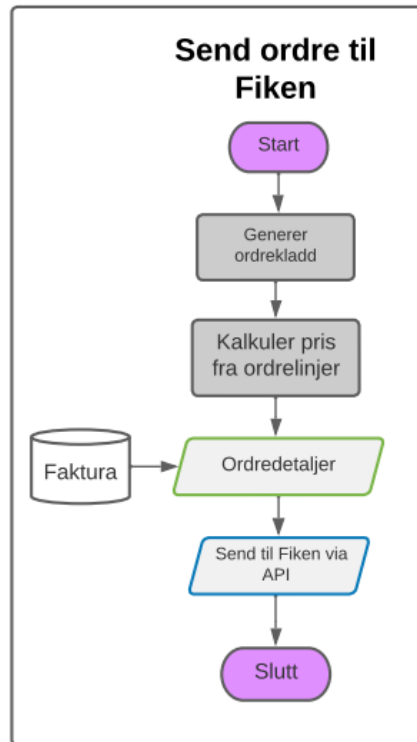 Send ordre til
Fiken
Start
Generer
ordrekladd
Kalkuler pris
fra ordrelinjer
Faktura
Ordredetaljer
Send til Fiken via
API
Slutt